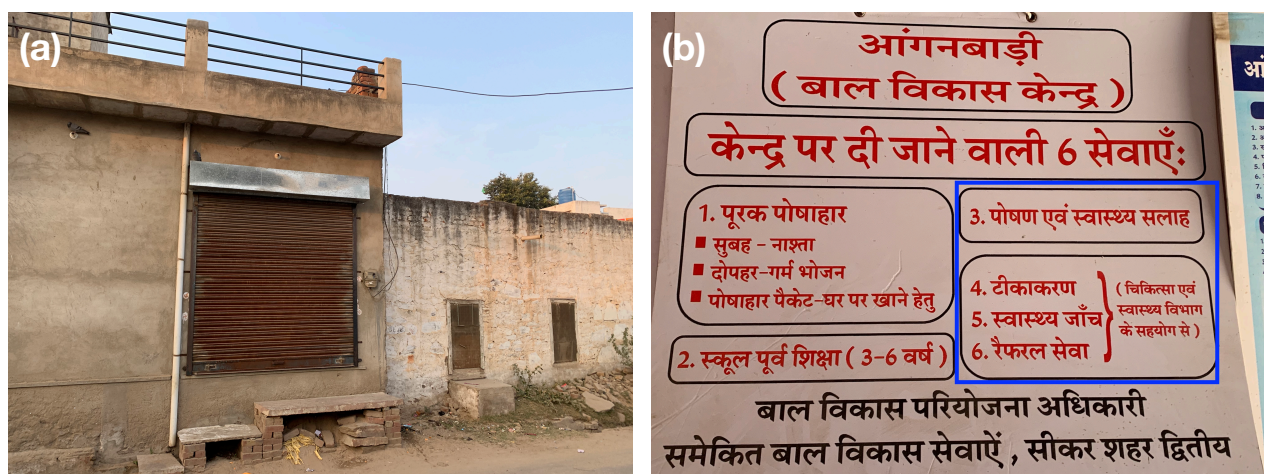 (a)
(b)
आंगनबाड़ी
( बाल विकास केन्द्र )
केन्द्र पर दी जाने वाली 6 सेवाएँ:
1. पूरक पोषाहार
■ सुबह - नाश्ता
■ दोपहर-गर्म भोजन
■ पोषाहार पैकेट-घर पर खाने हेतु
2. स्कूल पूर्व शिक्षा ( 3-6 वर्ष )
3. पोषण एवं स्वास्थ्य सलाह
4. टीकाकरण
5. स्वास्थ्य जाँच
6. रैफरल सेवा
( चिकित्सा एवं
स्वास्थ्य विभाग
के सहयोग से )
बाल विकास परियोजना अधिकारी
समेकित बाल विकास सेवाऐं , सीकर शहर द्वितीय